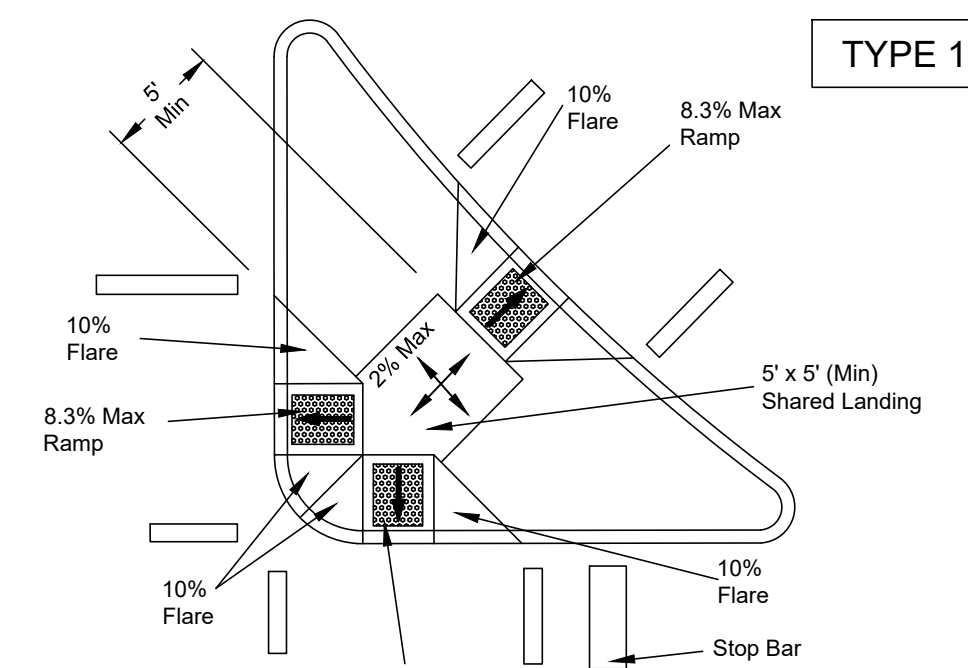 TYPE 1
5'
Min
10%
Flare
8.3% Max
Ramp
10%
Flare
2% Max
8.3% Max
Ramp
5' x 5' (Min)
Shared Landing
10%
Flare
10%
Flare
Stop Bar